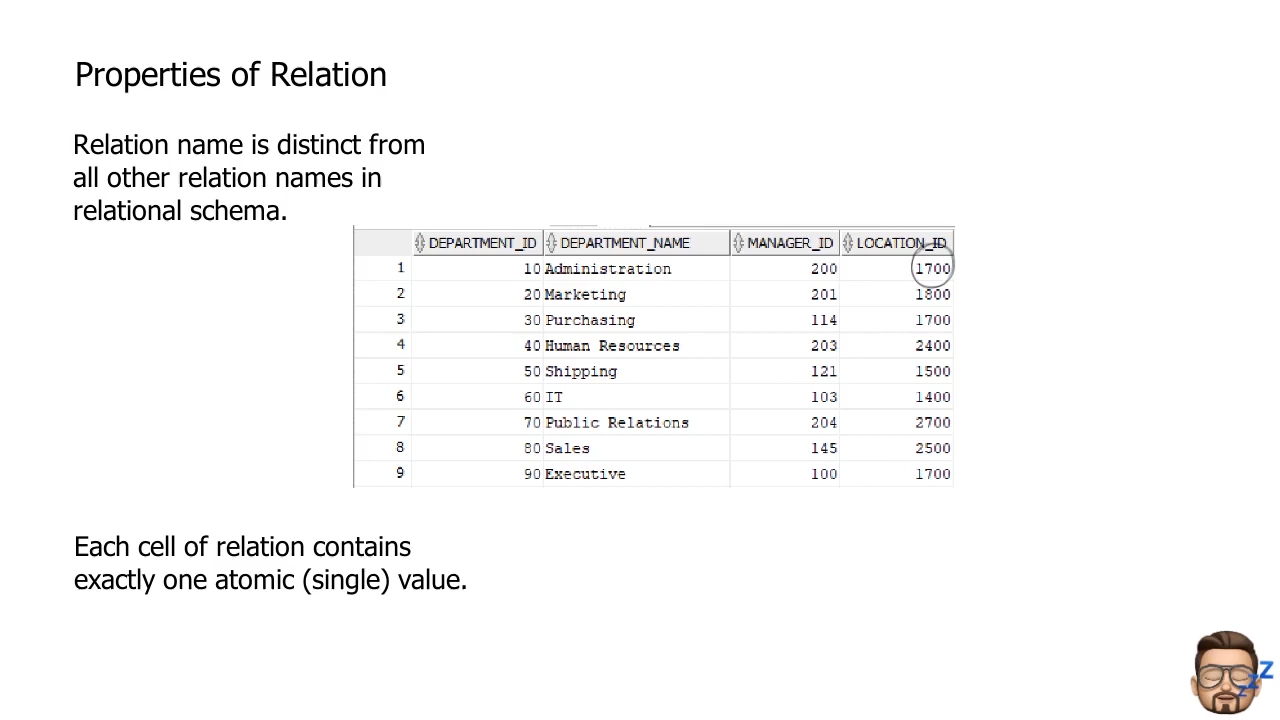 Properties of Relation
Relation name is distinct from
all other relation names in
relational schema.
DEPARTMENT_ID DEPARTMENT_NAME MANAGER_ID LOCATION_ID
1 10 Administration 200 1700
2 20 Marketing 201 1800
3 30 Purchasing 114 1700
4 40 Human Resources 203 2400
5 50 Shipping 121 1500
6 60 IT 103 1400
7 70 Public Relations 204 2700
8 80 Sales 145 2500
9 90 Executive 100 1700
Each cell of relation contains
exactly one atomic (single) value.
z z Z